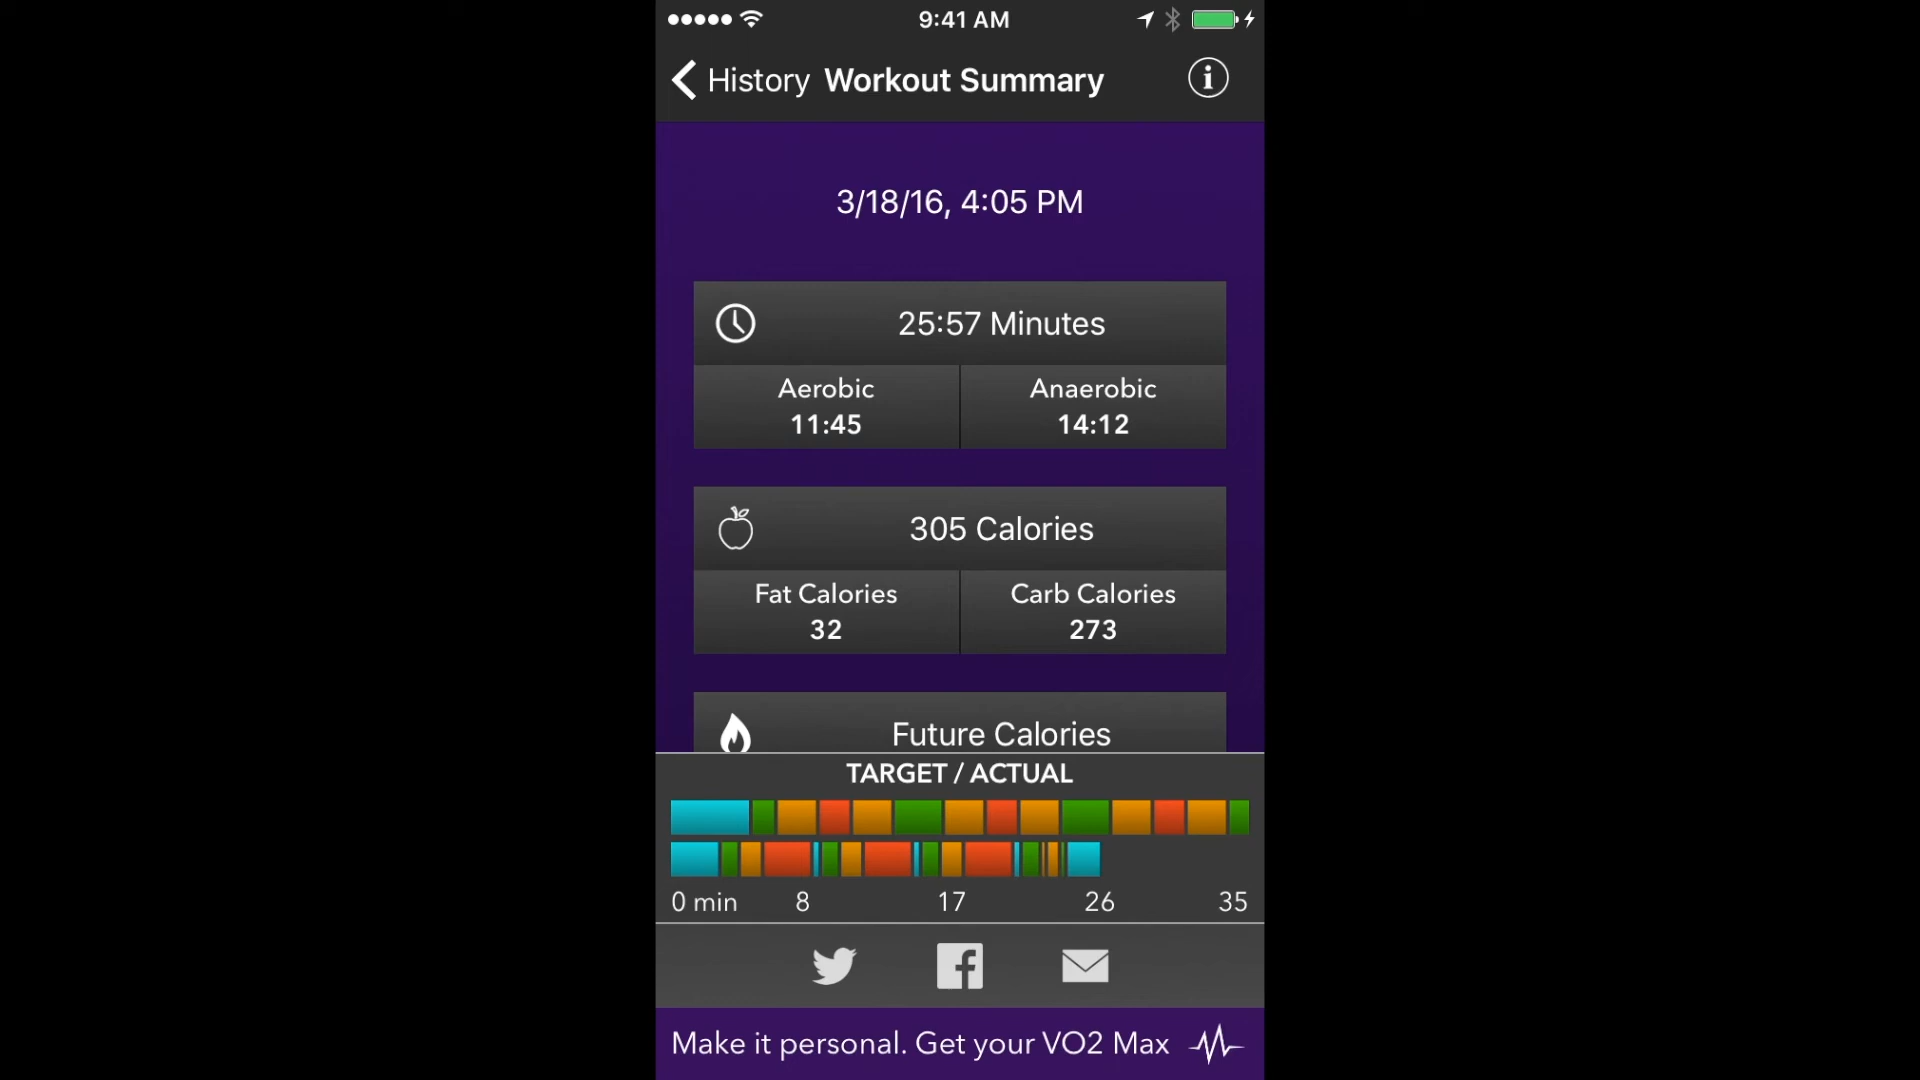 9:41 AM
History Workout Summary
3/18/16, 4:05 PM
25:57 Minutes
Aerobic Anaerobic
11:45 14:12
305 Calories
Fat Calories Carb Calories
32 273
Future Calories
TARGET / ACTUAL
0 min 8 17 26 35
Make it personal. Get your VO2 Max